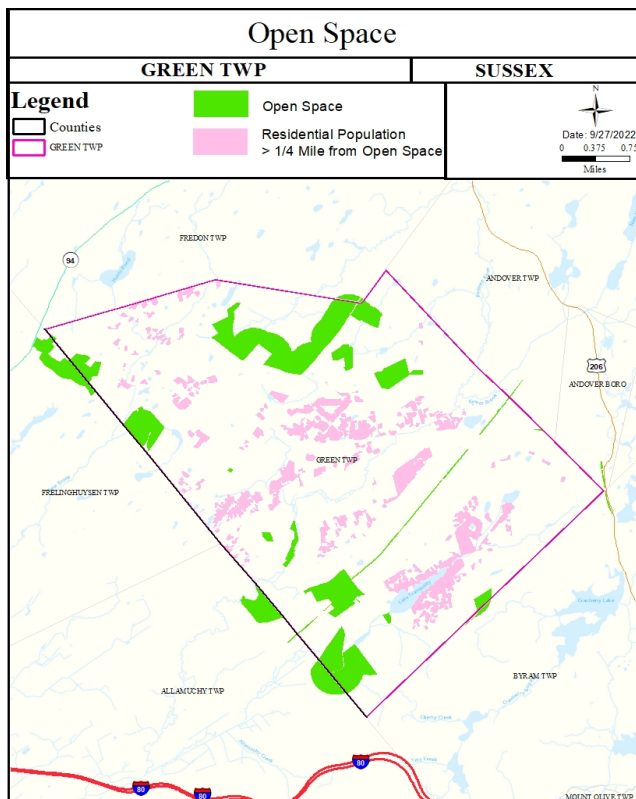 Open Space
GREEN TWP
SUSSEX
Legend
Counties
GREEN TWP
Open Space
Residential Population
> 1/4 Mile from Open Space
N
Date: 9/27/2022
0 0.375 0.75
Miles
FREDON TWP
94
ANDOVER TWP
206
ANDOVER BORO
GREEN TWP
FRELINGHUYSEN TWP
Cranberry Lake
BYRAM TWP
ALLAMUCHY TWP
80
80
80
MOUNT OLIVE TWP